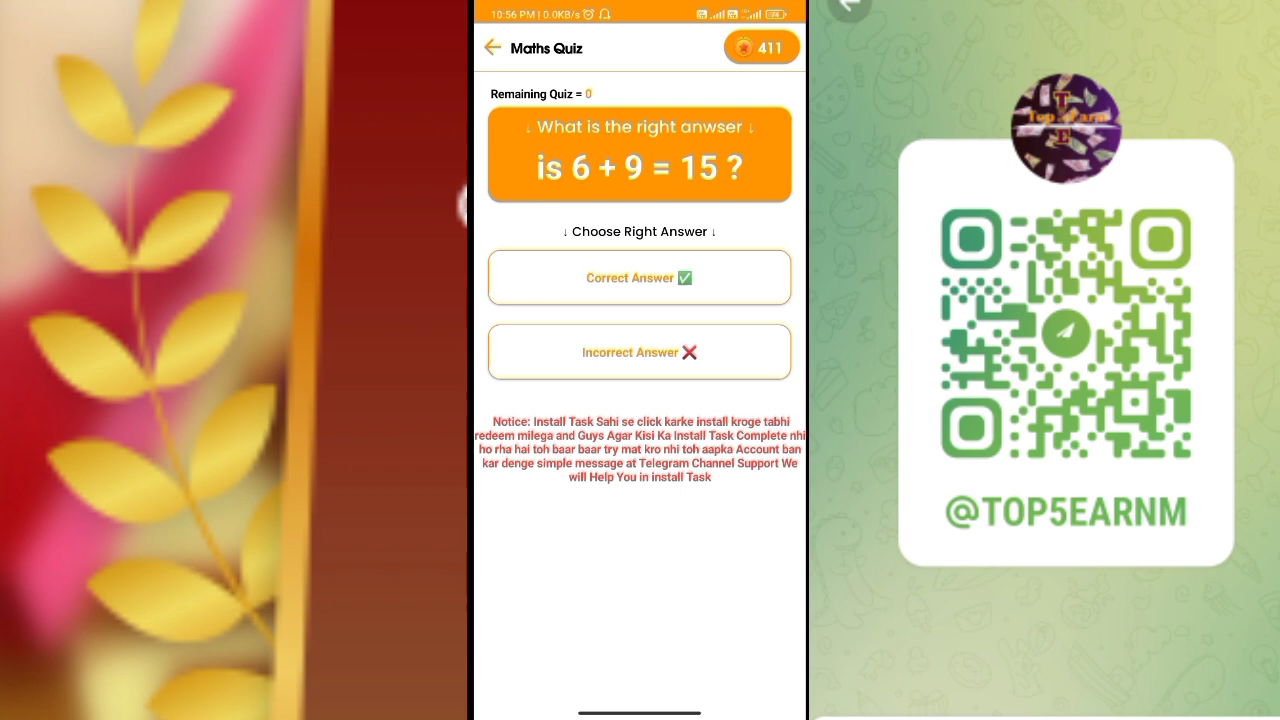 10:56 PM | 0.0KB/s
Maths Quiz
411
Remaining Quiz = 0
↓ What is the right anwser ↓
is 6 + 9 = 15 ?
↓ Choose Right Answer ↓
Correct Answer ✅
Incorrect Answer ❌
Notice: Install Task Sahi se click karke install kroge tabhi
redeem milega and Guys Agar Kisi Ka Install Task Complete nhi
ho rha hai toh baar baar try mat kro nhi toh aapka Account ban
kar denge simple message at Telegram Channel Support We
will Help You in install Task
T
Top 5 Earn
E
@TOP5EARNM